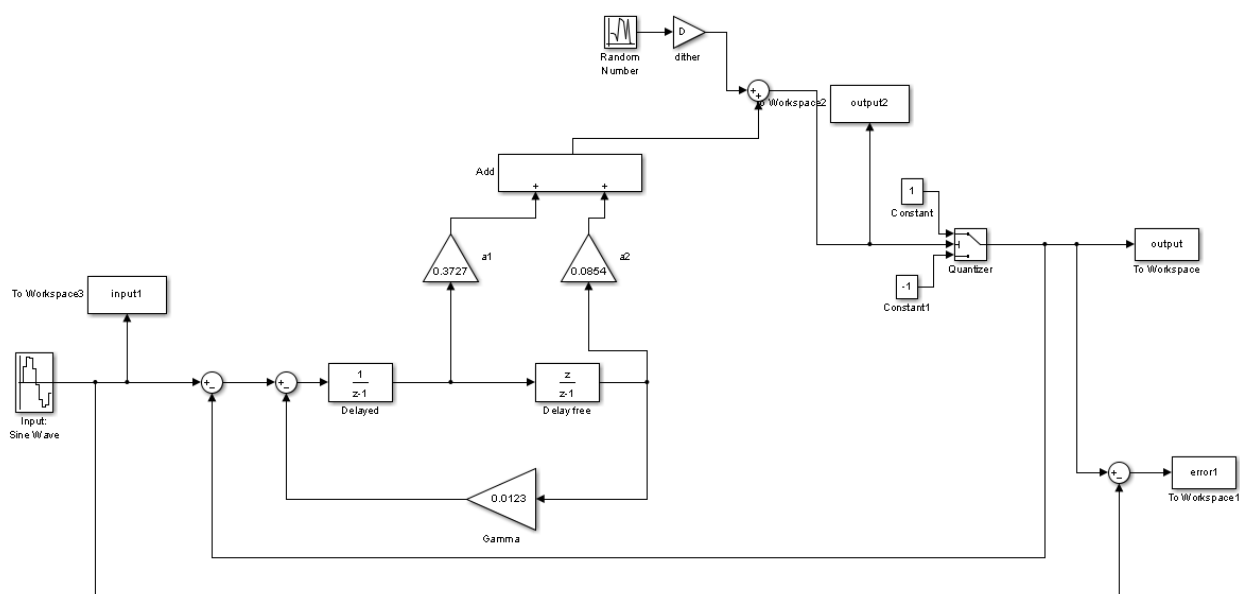 D
Random
Number
dither
+
+
To Workspace2
output2
Add
+
+
1
Constant
a1
0.3727
a2
0.0854
Quantizer
output
To Workspace
-1
Constant1
To Workspace3
input1
+
-
+
-
1
z-1
Delayed
z
z-1
Delay free
Input:
Sine Wave
0.0123
Gamma
+
-
error1
To Workspace1